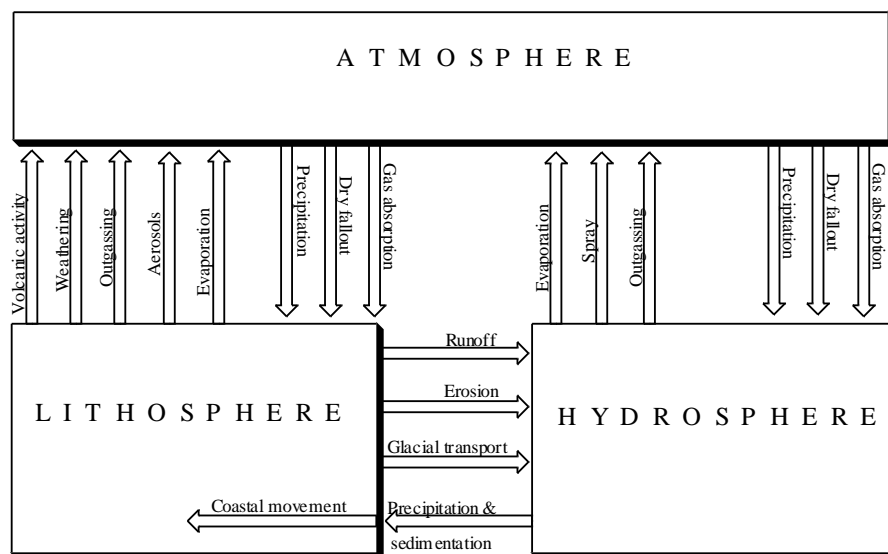 ATMOSPHERE
Volcanic activity
Weathering
Outgassing
Aerosols
Evaporation
Precipitation
Dry fallout
Gas absorption
Evaporation
Spray
Outgassing
Precipitation
Dry fallout
Gas absorption
Runoff
Erosion
LITHOSPHERE
HYDROSPHERE
Glacial transport
Coastal movement
Precipitation &
sedimentation